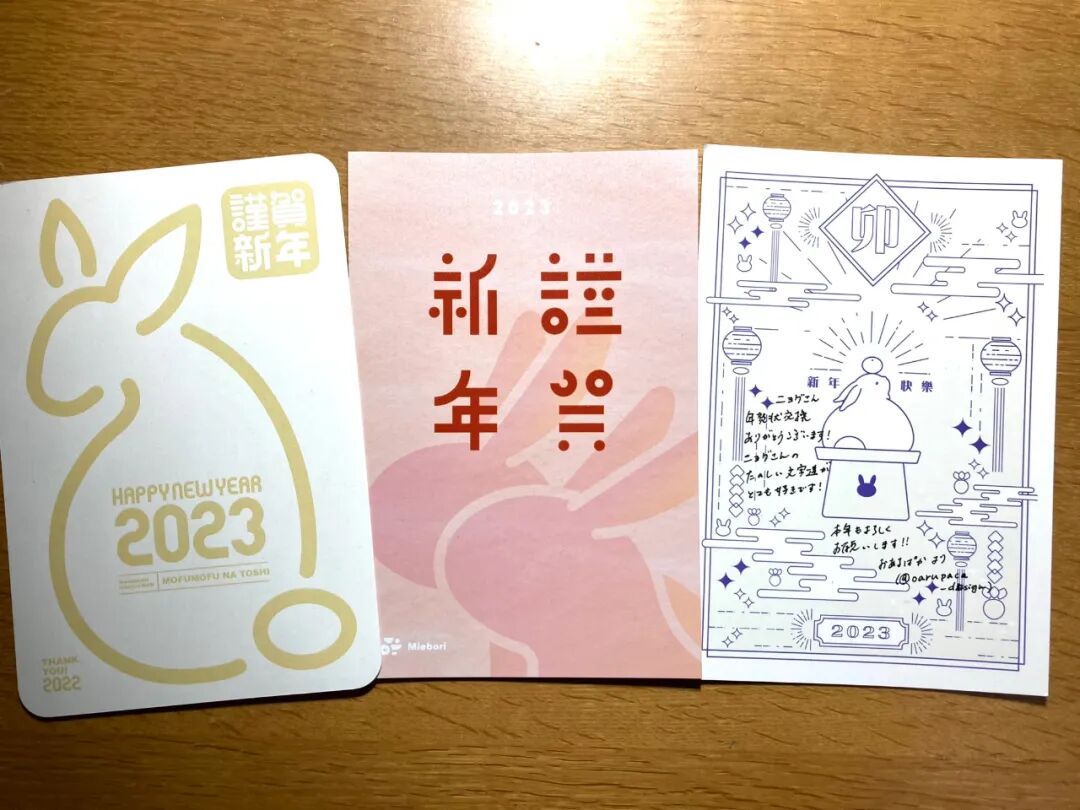 謹賀
新年
HAPPY NEW YEAR
2023
MOFUMOFU NA TOSHI
THANK
YOU!
2022
2023
謹賀
新年
Miebori
卯
新年 快樂
ニョグさん
年賀状交換
ありがとうございます!
ニョグさんの
たのしい文字達が
とても好きです!
本年もよろしく
お願いします!!
おあるぱか より
@oarupaca
-design
2023